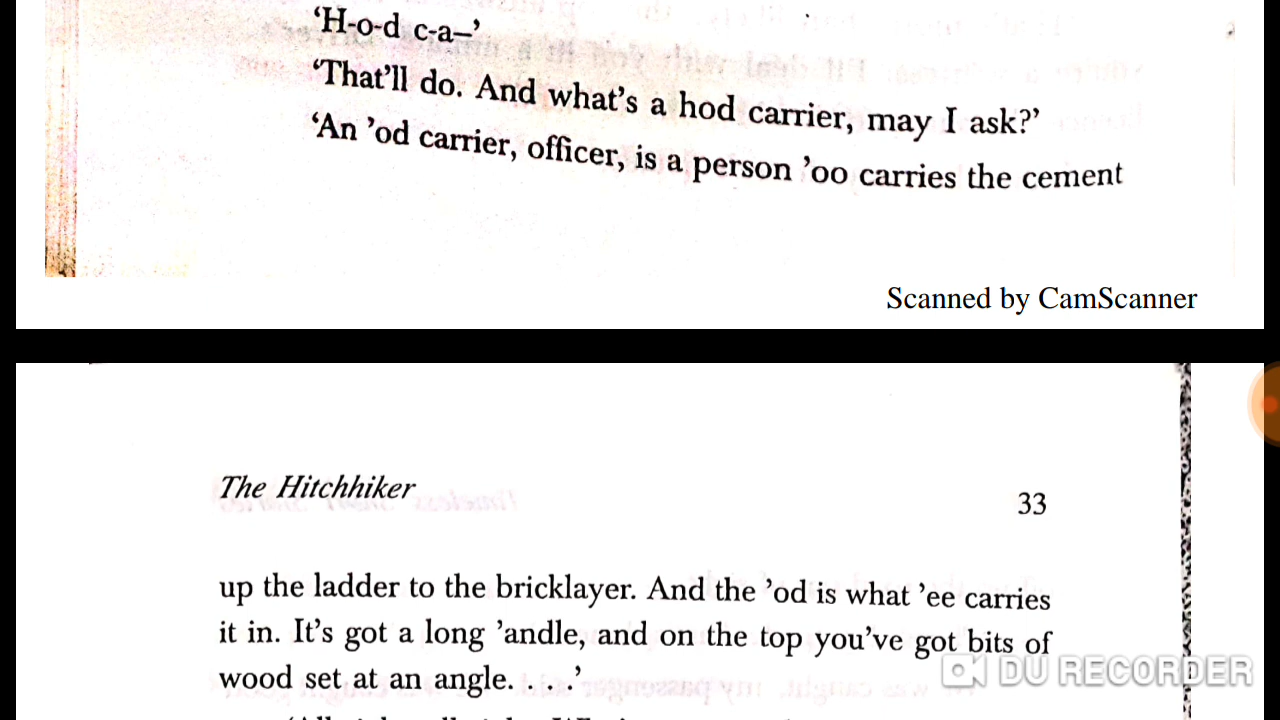 ‘H-o-d c-a–’
‘That’ll do. And what’s a hod carrier, may I ask?’
‘An ’od carrier, officer, is a person ’oo carries the cement
Scanned by CamScanner
The Hitchhiker
33
up the ladder to the bricklayer. And the ’od is what ’ee carries
it in. It’s got a long ’andle, and on the top you’ve got bits of
wood set at an angle. . . .’
DU RECORDER